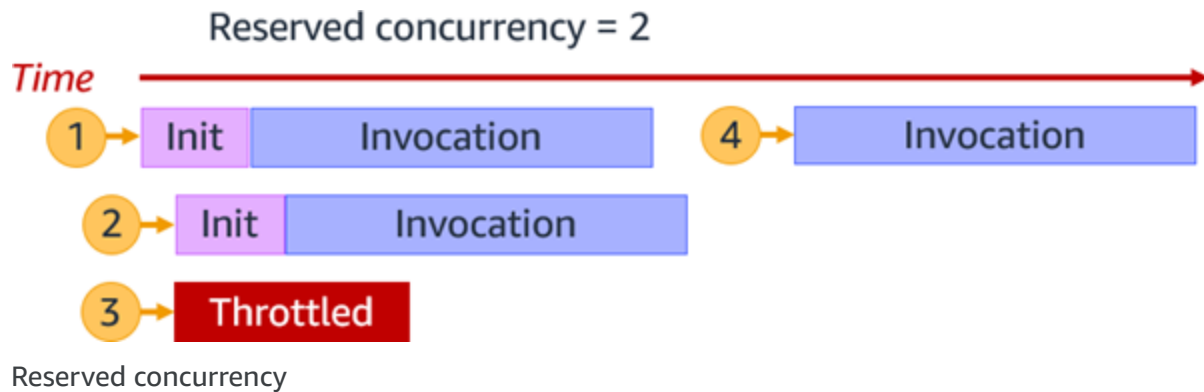 Reserved concurrency = 2
Time
1 Init Invocation 4 Invocation
2 Init Invocation
3 Throttled
Reserved concurrency